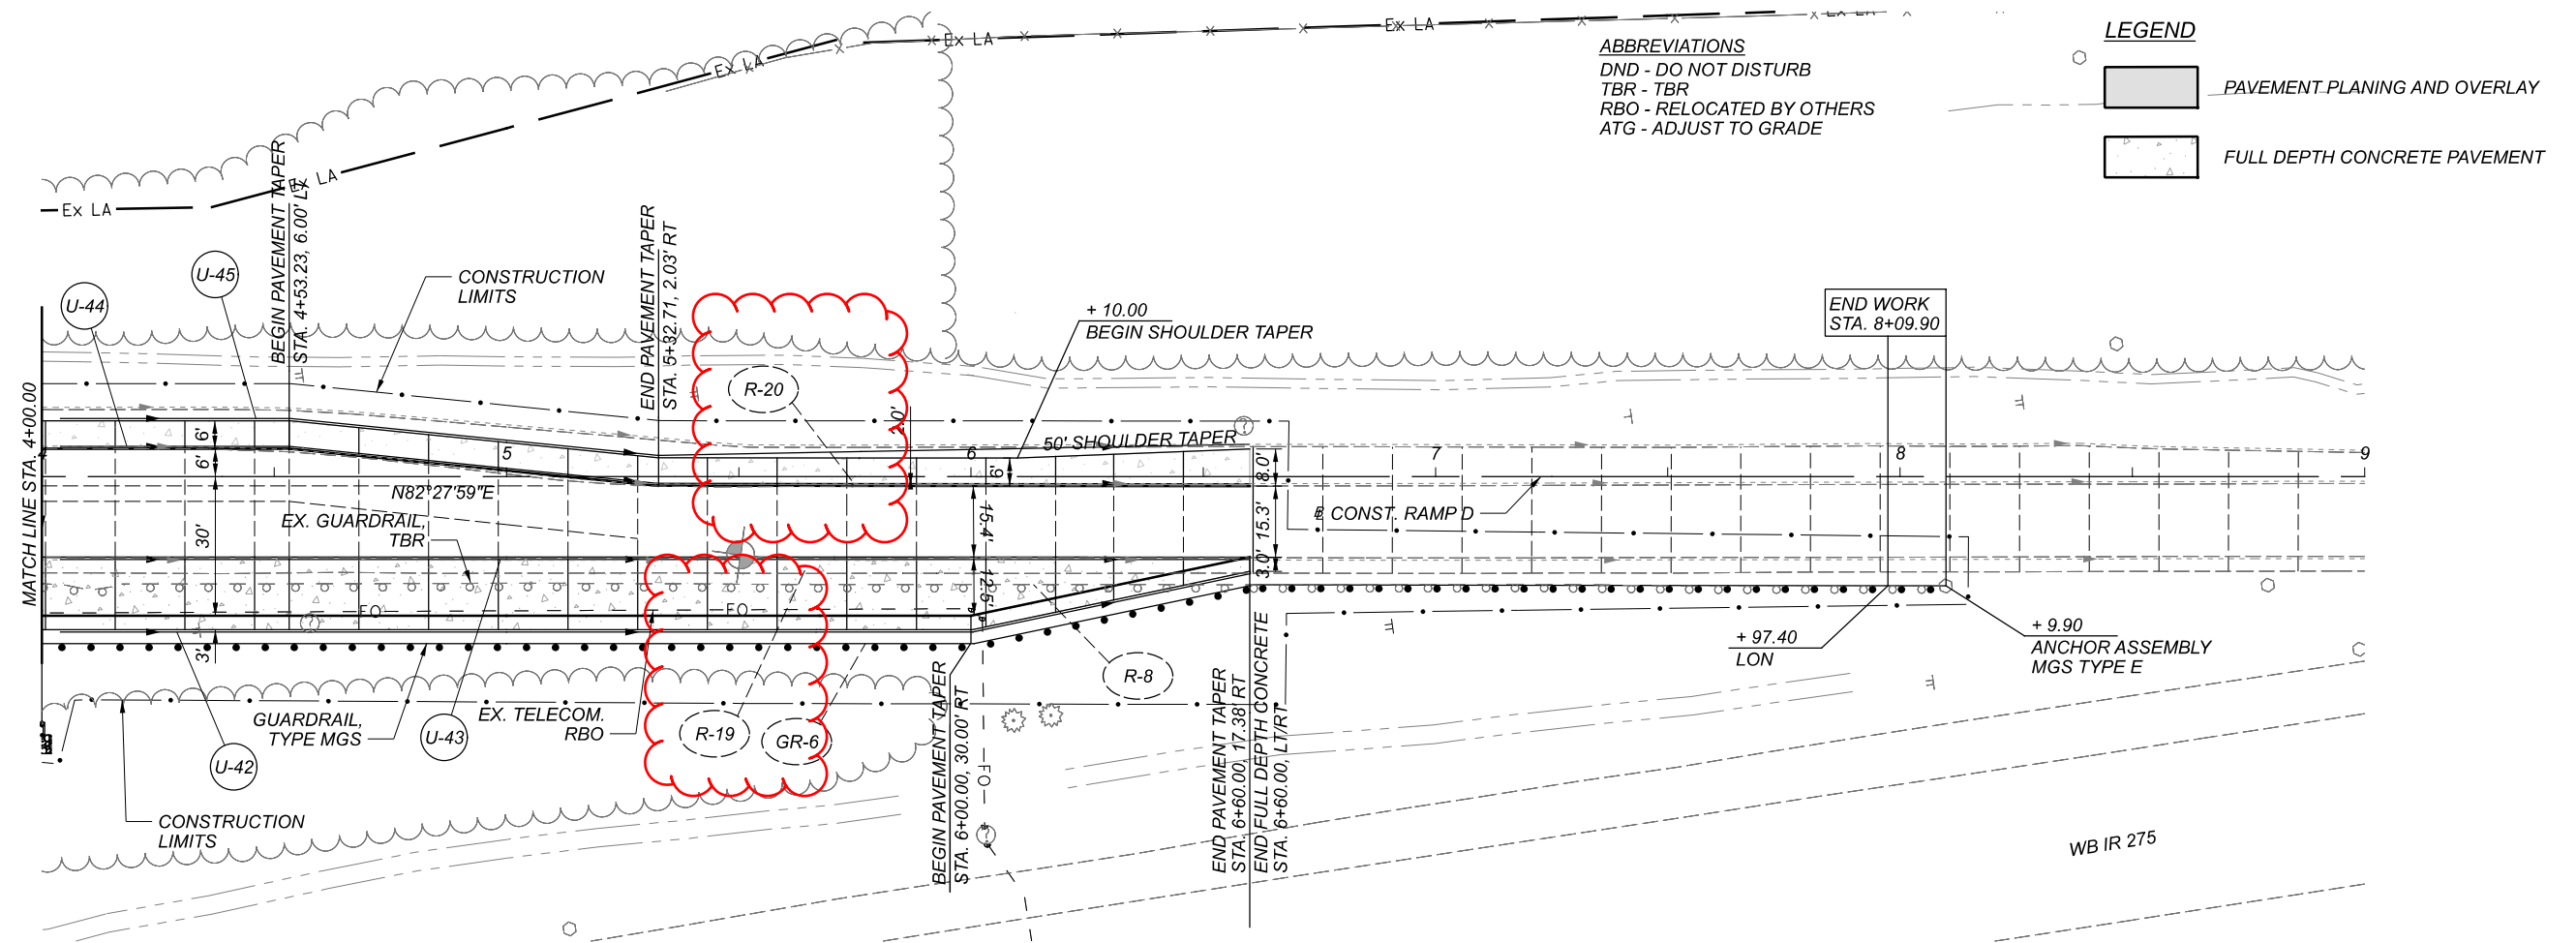 Ex LA
Ex LA
Ex LA
Ex LA
Ex LA
ABBREVIATIONS
DND - DO NOT DISTURB
TBR - TBR
RBO - RELOCATED BY OTHERS
ATG - ADJUST TO GRADE
LEGEND
PAVEMENT PLANING AND OVERLAY
FULL DEPTH CONCRETE PAVEMENT
MATCH LINE STA. 4+00.00
U-44
U-45
BEGIN PAVEMENT TAPER
STA. 4+53.23, 6.00' LT
CONSTRUCTION
LIMITS
END PAVEMENT TAPER
STA. 5+32.71, 2.03' RT
R-20
+ 10.00
BEGIN SHOULDER TAPER
50' SHOULDER TAPER
END WORK
STA. 8+09.90
4
5
6
7
8
9
6'
6'
30'
3'
N82°27'59"E
EX. GUARDRAIL,
TBR
6'
15.4'
12.5'
8.0'
15.3'
3.0'
CONST. RAMP D
FO
FO
FO
R-8
+ 97.40
LON
+ 9.90
ANCHOR ASSEMBLY
MGS TYPE E
GUARDRAIL,
TYPE MGS
U-42
U-43
EX. TELECOM.
RBO
R-19
GR-6
CONSTRUCTION
LIMITS
BEGIN PAVEMENT TAPER
STA. 6+00.00, 30.00' RT
END PAVEMENT TAPER
STA. 6+60.00, 17.38' RT
END FULL DEPTH CONCRETE
STA. 6+60.00, LT/RT
WB IR 275